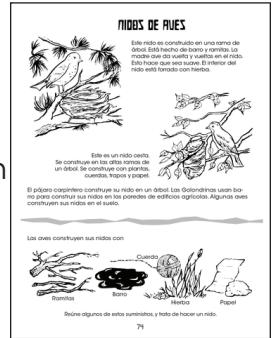 NIDOS DE AVES
Este nido es construido en una rama de
árbol. Está hecho de barro y ramitas. La
madre ave da vuelta y vueltas en el nido.
Esto hace que sea suave. El inferior del
nido está forrado con hierba.
Este es un nido cesta.
Se construye en las altas ramas de
un árbol. Se construye con plantas,
cuerdas, trapos y papel.
El pájaro carpintero construye su nido en un árbol. Las Golondrinas usan ba-
rro para construir sus nidos en las paredes de edificios agrícolas. Algunas aves
construyen sus nidos en el suelo.
Las aves construyen sus nidos con
Cuerda
Ramitas
Barro
Hierba
Papel
Reúne algunos de estos suministros, y trata de hacer un nido.
74